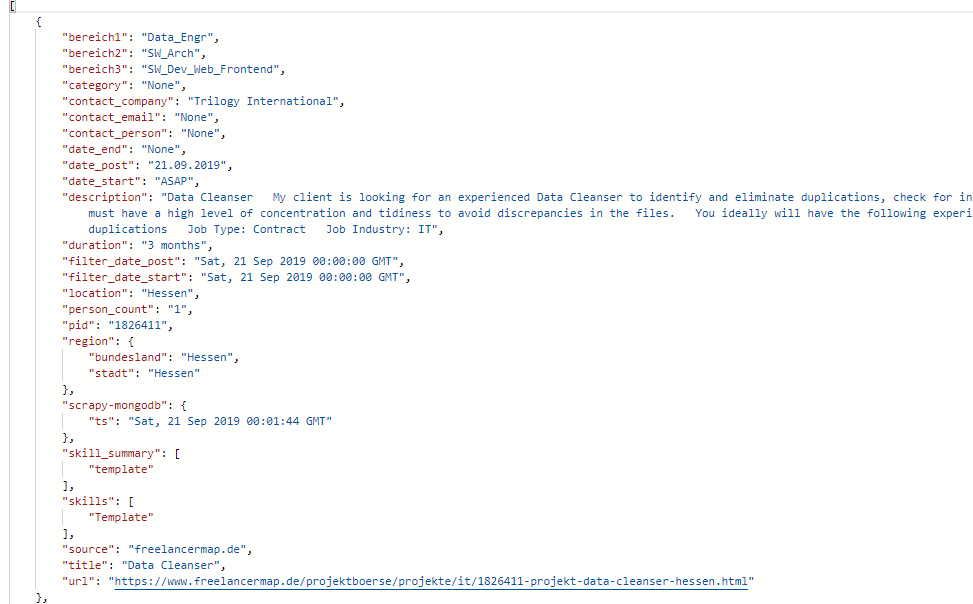 [
{
"bereich1": "Data_Engr",
"bereich2": "SW_Arch",
"bereich3": "SW_Dev_Web_Frontend",
"category": "None",
"contact_company": "Trilogy International",
"contact_email": "None",
"contact_person": "None",
"date_end": "None",
"date_post": "21.09.2019",
"date_start": "ASAP",
"description": "Data Cleanser   My client is looking for an experienced Data Cleanser to identify and eliminate duplications, check for in
must have a high level of concentration and tidiness to avoid discrepancies in the files.   You ideally will have the following experi
duplications   Job Type: Contract   Job Industry: IT",
"duration": "3 months",
"filter_date_post": "Sat, 21 Sep 2019 00:00:00 GMT",
"filter_date_start": "Sat, 21 Sep 2019 00:00:00 GMT",
"location": "Hessen",
"person_count": "1",
"pid": "1826411",
"region": {
"bundesland": "Hessen",
"stadt": "Hessen"
},
"scrapy-mongodb": {
"ts": "Sat, 21 Sep 2019 00:01:44 GMT"
},
"skill_summary": [
"template"
],
"skills": [
"Template"
],
"source": "freelancermap.de",
"title": "Data Cleanser",
"url": "https://www.freelancermap.de/projektboerse/projekte/it/1826411-projekt-data-cleanser-hessen.html"
},